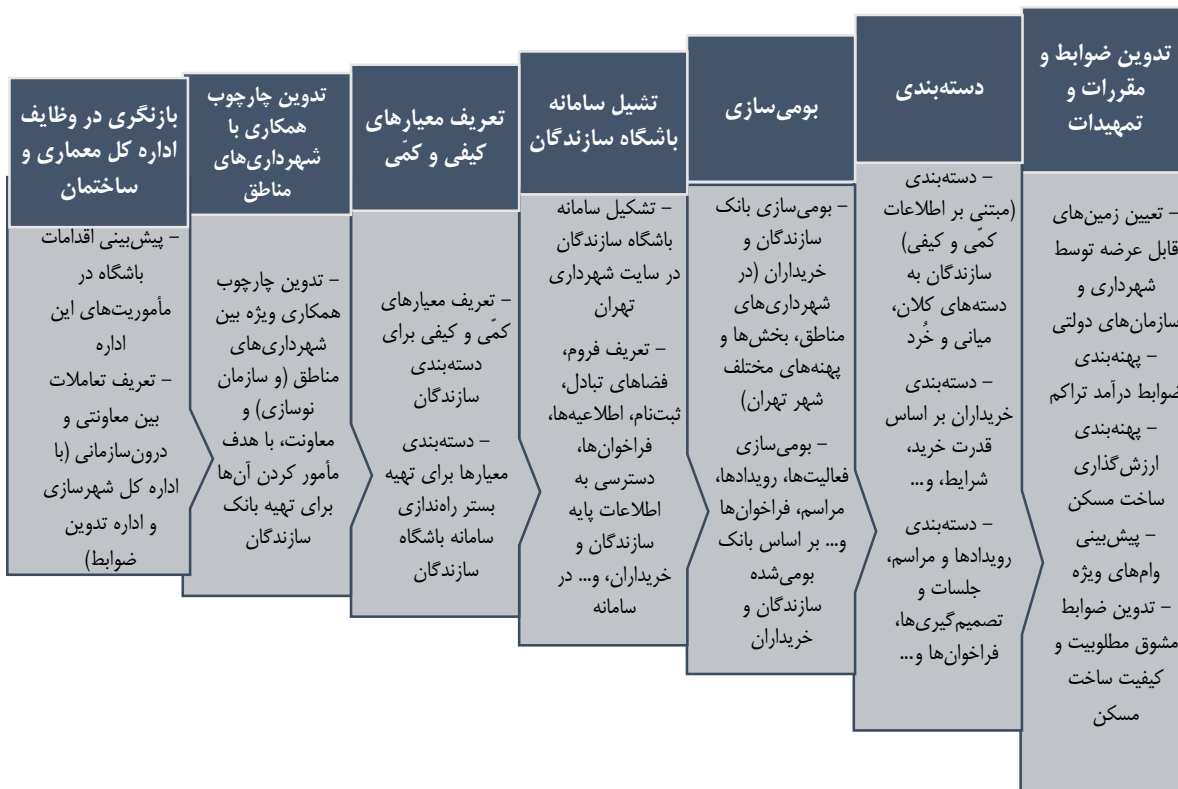 بازنگری در وظایف
اداره کل معماری و
ساختمان
– پیش‌بینی اقدامات
باشگاه در
مأموریت‌های این
اداره
– تعریف تعاملات
بین معاونتی و
درون‌سازمانی (با
اداره کل شهرسازی
و اداره تدوین
ضوابط)
تدوین چارچوب
همکاری با
شهرداری‌های
مناطق
– تدوین چارچوب
همکاری ویژه بین
شهرداری‌های
مناطق (و سازمان
نوسازی) و
معاونت، با هدف
مأمور کردن آن‌ها
برای تهیه بانک
سازندگان
تعریف معیارهای
کیفی و کمّی
– تعریف معیارهای
کمّی و کیفی برای
دسته‌بندی
سازندگان
– دسته‌بندی
معیارها برای تهیه
بستر راه‌اندازی
سامانه باشگاه
سازندگان
تشیل سامانه
باشگاه سازندگان
– تشکیل سامانه
باشگاه سازندگان
در سایت شهرداری
تهران
– تعریف فروم،
فضاهای تبادل،
ثبت‌نام، اطلاعیه‌ها،
فراخوان‌ها،
دسترسی به
اطلاعات پایه
سازندگان و
خریداران، و... در
سامانه
بومی‌سازی
– بومی‌سازی بانک
سازندگان و
خریداران (در
شهرداری‌های
مناطق، بخش‌ها و
پهنه‌های مختلف
شهر تهران)
– بومی‌سازی
فعالیت‌ها، رویدادها،
مراسم، فراخوان‌ها
و... بر اساس بانک
بومی‌شده
سازندگان و
خریداران
دسته‌بندی
– دسته‌بندی
(مبتنی بر اطلاعات
کمّی و کیفی)
سازندگان به
دسته‌های کلان،
میانی و خُرد
– دسته‌بندی
خریداران بر اساس
قدرت خرید،
شرایط، و...
– دسته‌بندی
رویدادها و مراسم،
جلسات و
تصمیم‌گیری‌ها،
فراخوان‌ها و...
تدوین ضوابط و
مقررات و
تمهیدات
– تعیین زمین‌های
قابل عرضه توسط
شهرداری و
سازمان‌های دولتی
– پهنه‌بندی
ضوابط درآمد تراکم
– پهنه‌بندی
ارزش‌گذاری
ساخت مسکن
– پیش‌بینی
وام‌های ویژه
– تدوین ضوابط
مشوق مطلوبیت و
کیفیت ساخت
مسکن